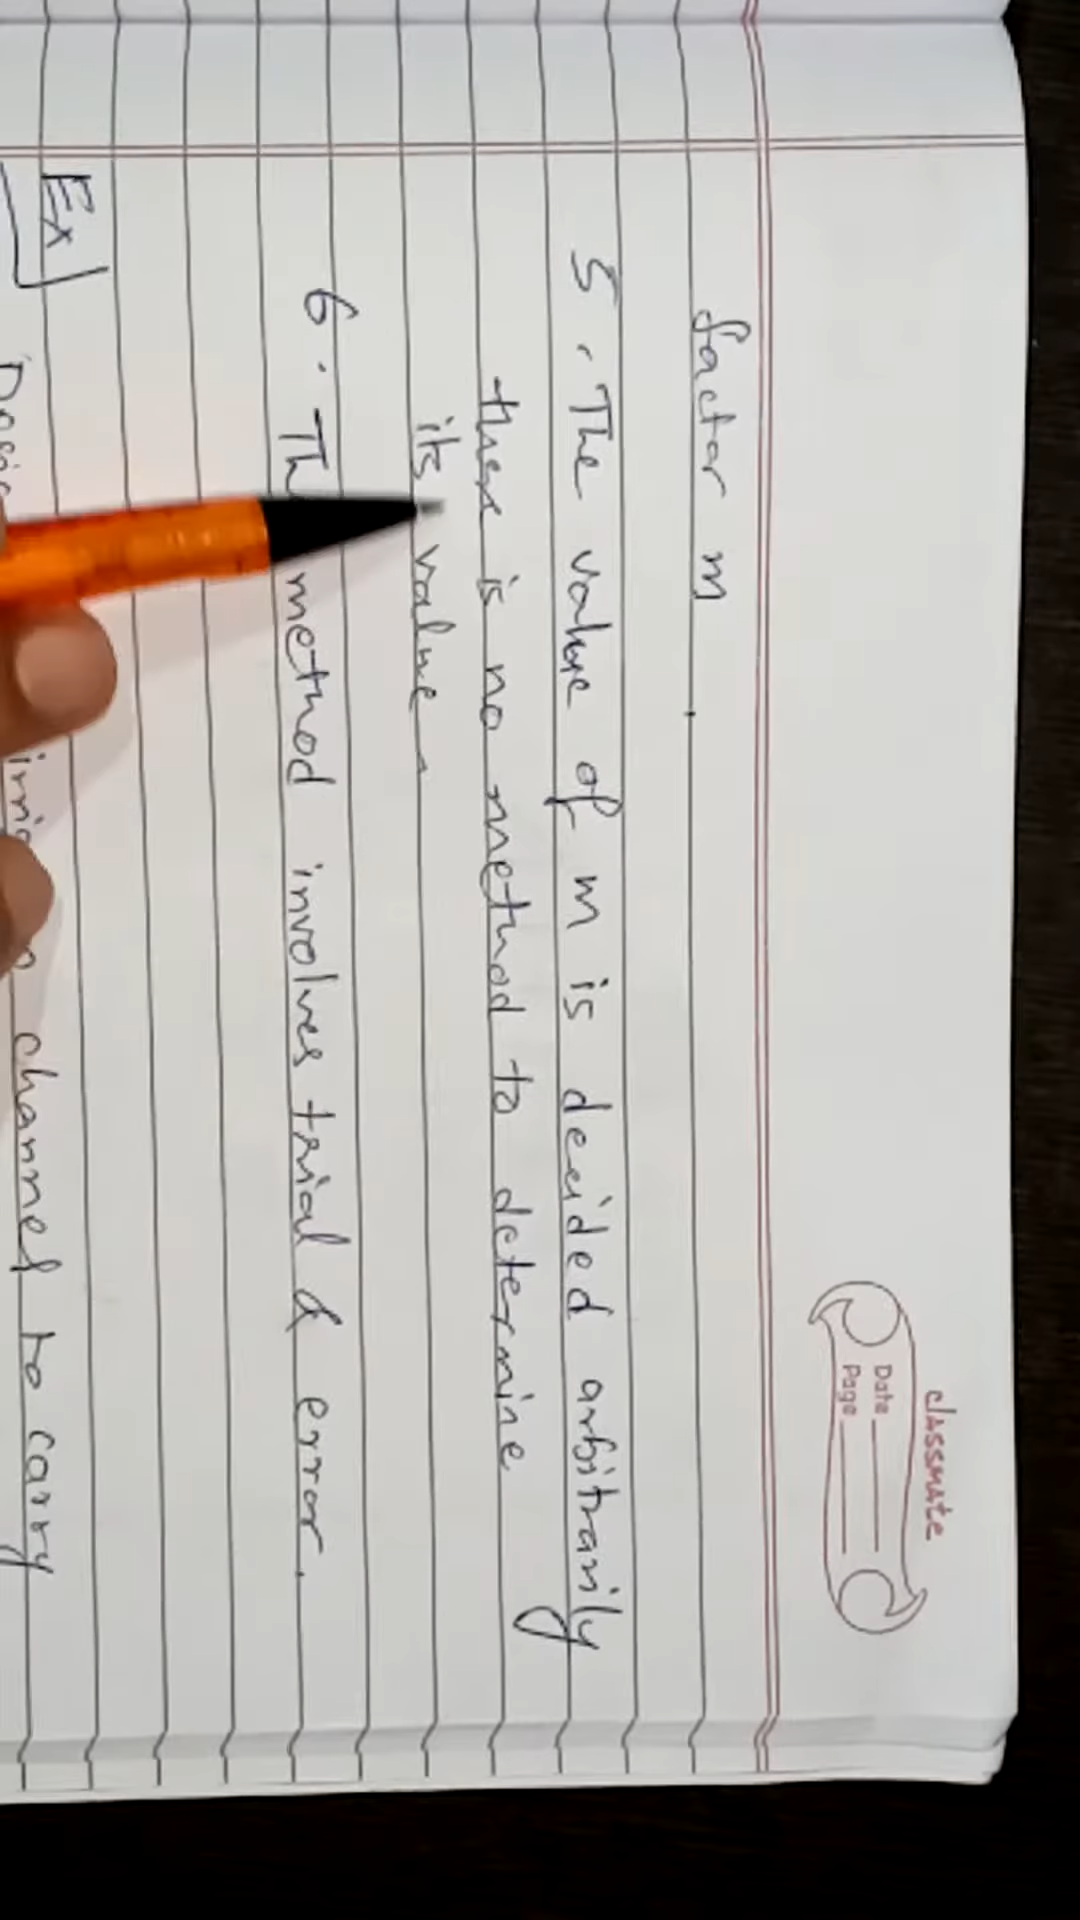 classmate
Date
Page
factor m.
5. The value of m is decided arbitrarily
there is no method to determine
its value.
6. method involves trial & error.
Ex
channel to carry